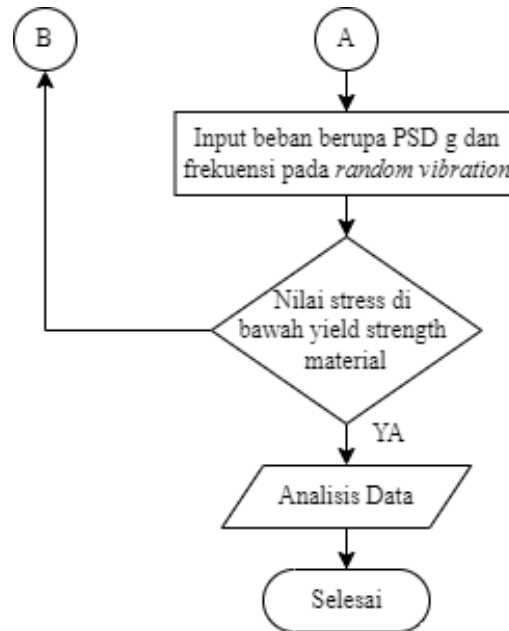 B
A
Input beban berupa PSD g dan
frekuensi pada random vibration
Nilai stress di
bawah yield strength
material
YA
Analisis Data
Selesai